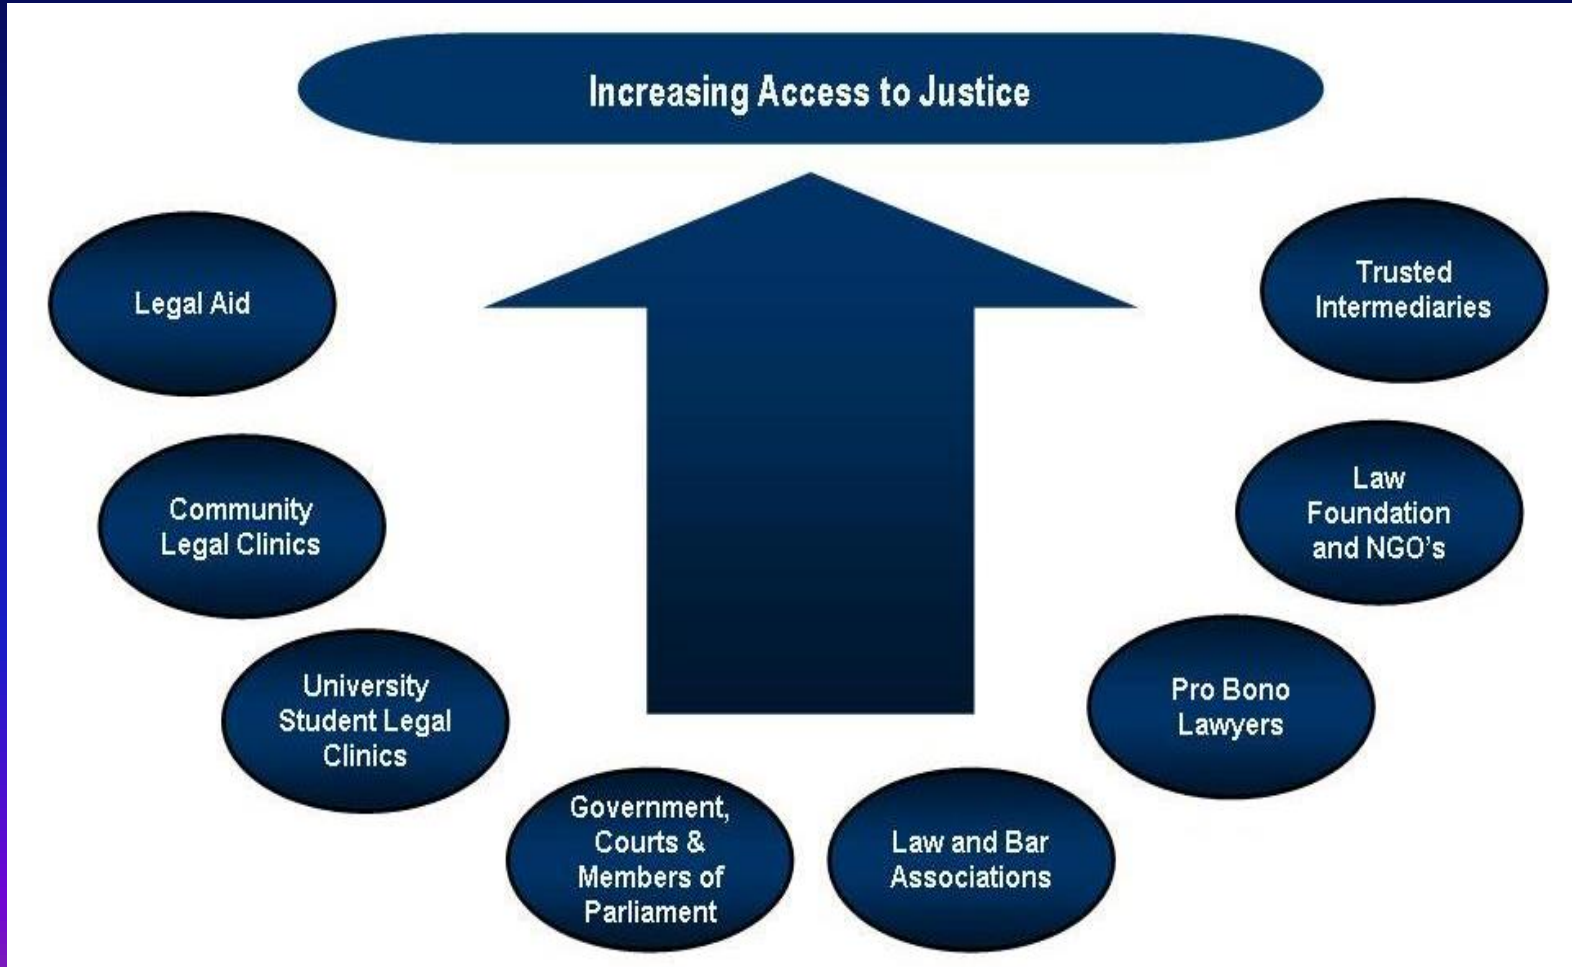 Increasing Access to Justice
Legal Aid
Trusted
Intermediaries
Community
Legal Clinics
Law
Foundation
and NGO's
University
Student Legal
Clinics
Pro Bono
Lawyers
Government,
Courts &
Members of
Parliament
Law and Bar
Associations